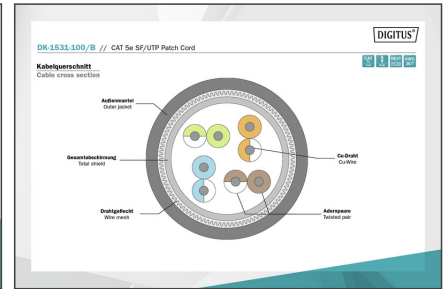 DIGITUS®
DK-1531-100/B // CAT 5e SF/UTP Patch Cord
Kabelquerschnitt
Cable cross section
Außenmantel
Outer jacket
Gesamtabschirmung
Total shield
Drahtgeflecht
Wire mesh
Cu-Draht
Cu-Wire
Adernpaare
Twisted pair